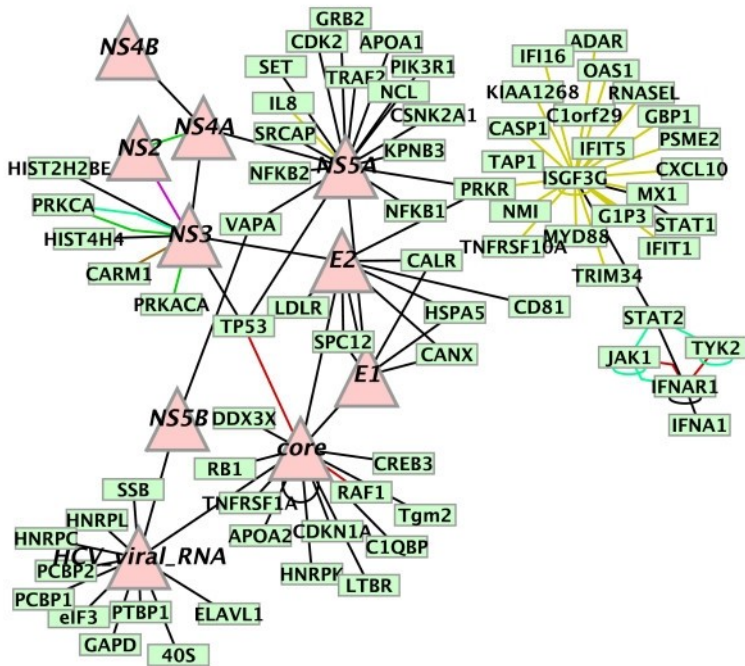 GRB2
NS4B
CDK2
APOA1
ADAR
IFI16
SET
TRAF2
PIK3R1
OAS1
KIAA1268
RNASEL
IL8
NCL
C1orf29
GBP1
NS4A
SRCAP
CSNK2A1
CASP1
PSME2
NS2
IFIT5
HIST2H2BE
NFKB2
NS5A
KPNB3
TAP1
ISGF3G
CXCL10
PRKR
MX1
PRKCA
VAPA
NFKB1
NMI
G1P3
STAT1
HIST4H4
NS3
TNFRSF10A
MYD88
IFIT1
CARM1
E2
CALR
TRIM34
PRKACA
LDLR
HSPA5
CD81
TP53
STAT2
SPC12
CANX
JAK1
TYK2
E1
IFNAR1
NS5B
DDX3X
IFNA1
core
RB1
CREB3
SSB
RAF1
HNRPL
TNFRSF1A
Tgm2
HNRPC
APOA2
CDKN1A
C1QBP
HCV_viral_RNA
PCBP2
HNRPK
LTBR
PCBP1
eIF3
PTBP1
ELAVL1
GAPD
40S